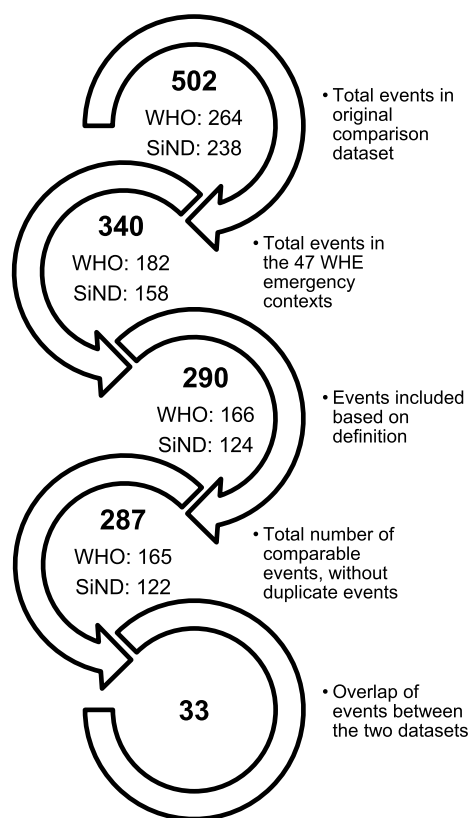 502
WHO: 264
SiND: 238
• Total events in
original
comparison
dataset
340
WHO: 182
SiND: 158
• Total events in
the 47 WHE
emergency
contexts
290
WHO: 166
SiND: 124
• Events included
based on
definition
287
WHO: 165
SiND: 122
• Total number of
comparable
events, without
duplicate events
33
• Overlap of
events between
the two datasets